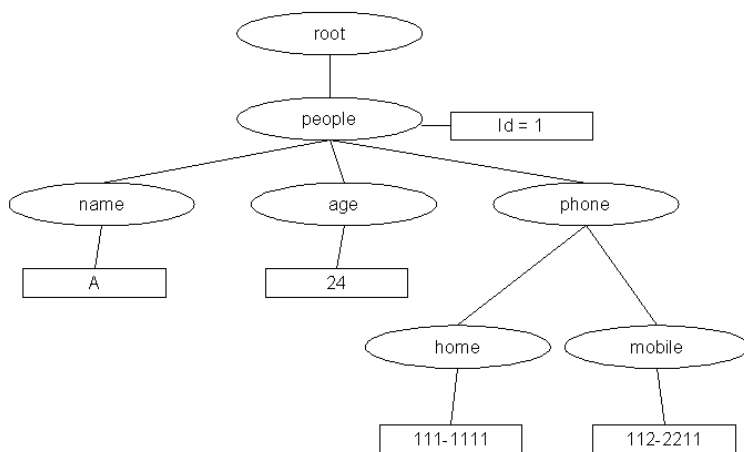 root
people
Id = 1
name
age
phone
A
24
home
mobile
111-1111
112-2211